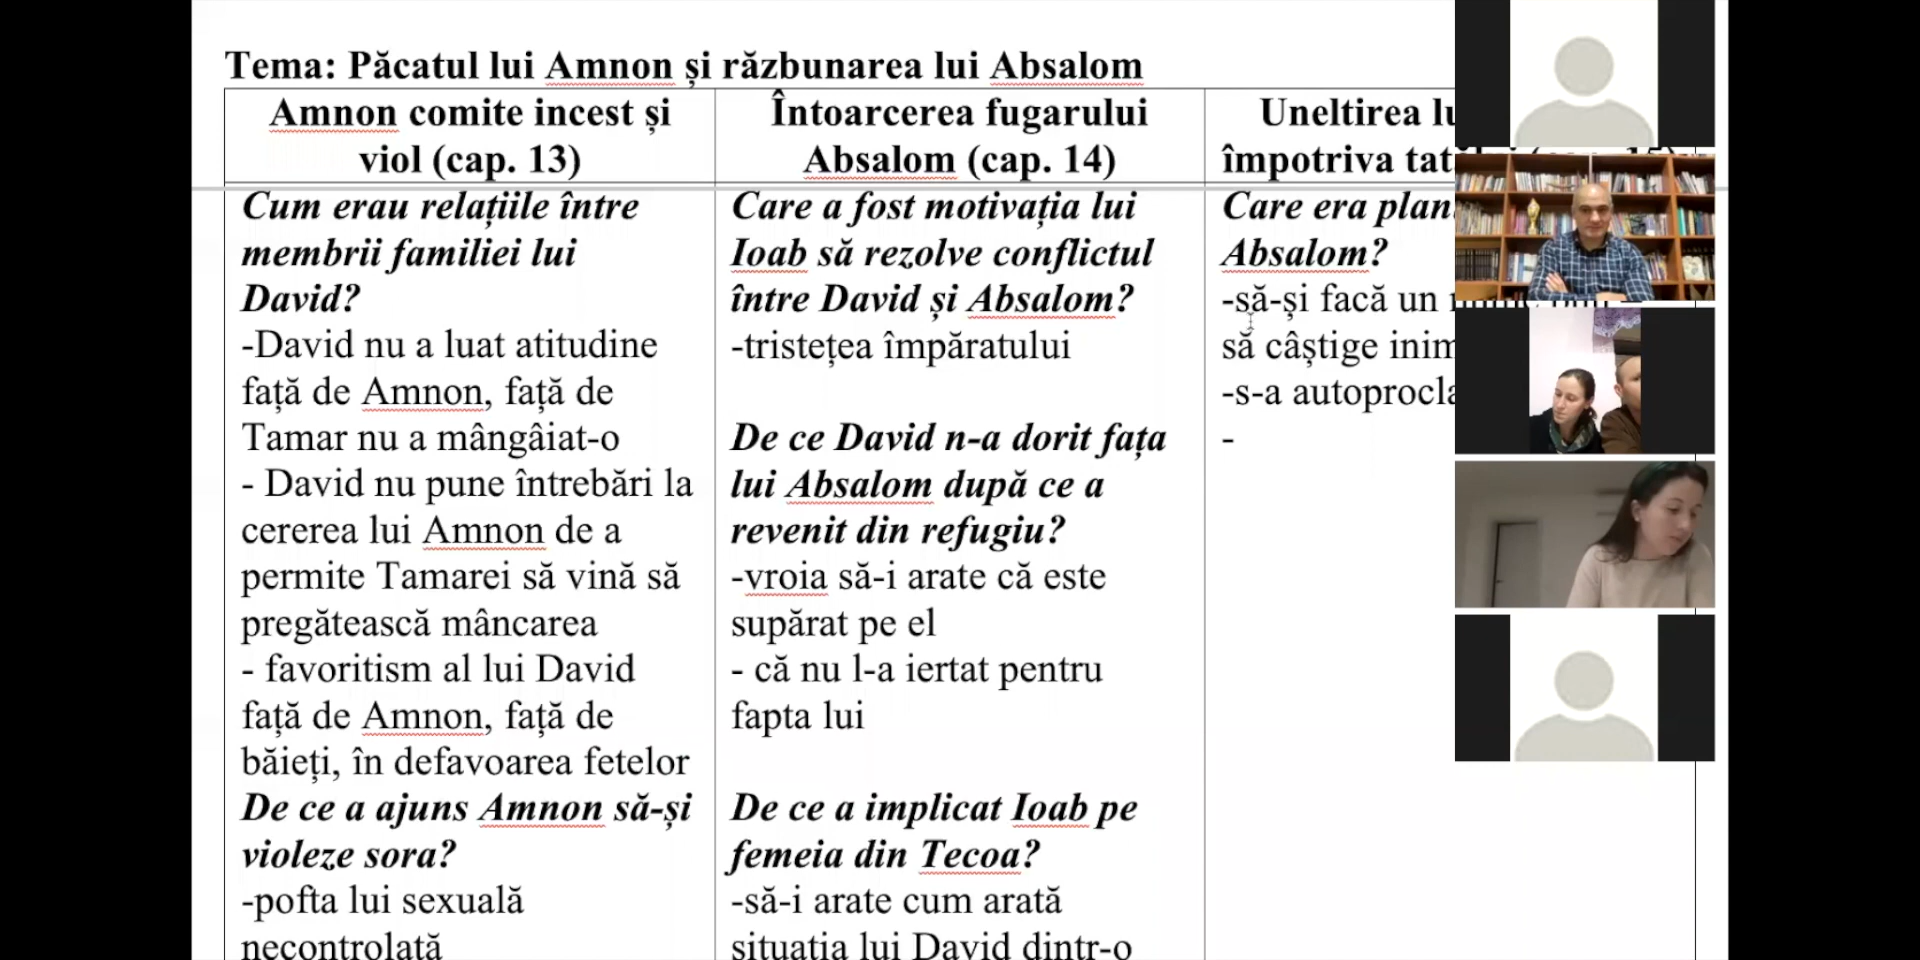 Tema: Păcatul lui Amnon și răzbunarea lui Absalom
Amnon comite incest și
viol (cap. 13)
Cum erau relațiile între
membrii familiei lui
David?
-David nu a luat atitudine
față de Amnon, față de
Tamar nu a mângâiat-o
- David nu pune întrebări la
cererea lui Amnon de a
permite Tamarei să vină să
pregătească mâncarea
- favoritism al lui David
față de Amnon, față de
băieți, în defavoarea fetelor
De ce a ajuns Amnon să-și
violeze sora?
-pofta lui sexuală
necontrolată
Întoarcerea fugarului
Absalom (cap. 14)
Care a fost motivația lui
Ioab să rezolve conflictul
între David și Absalom?
-tristețea împăratului
De ce David n-a dorit fața
lui Absalom după ce a
revenit din refugiu?
-vroia să-i arate că este
supărat pe el
- că nu l-a iertat pentru
fapta lui
De ce a implicat Ioab pe
femeia din Tecoa?
-să-i arate cum arată
situația lui David dintr-o
Uneltirea
împotriva
Care era
Absalom?
-să-și facă un
să câștige
-s-a
-